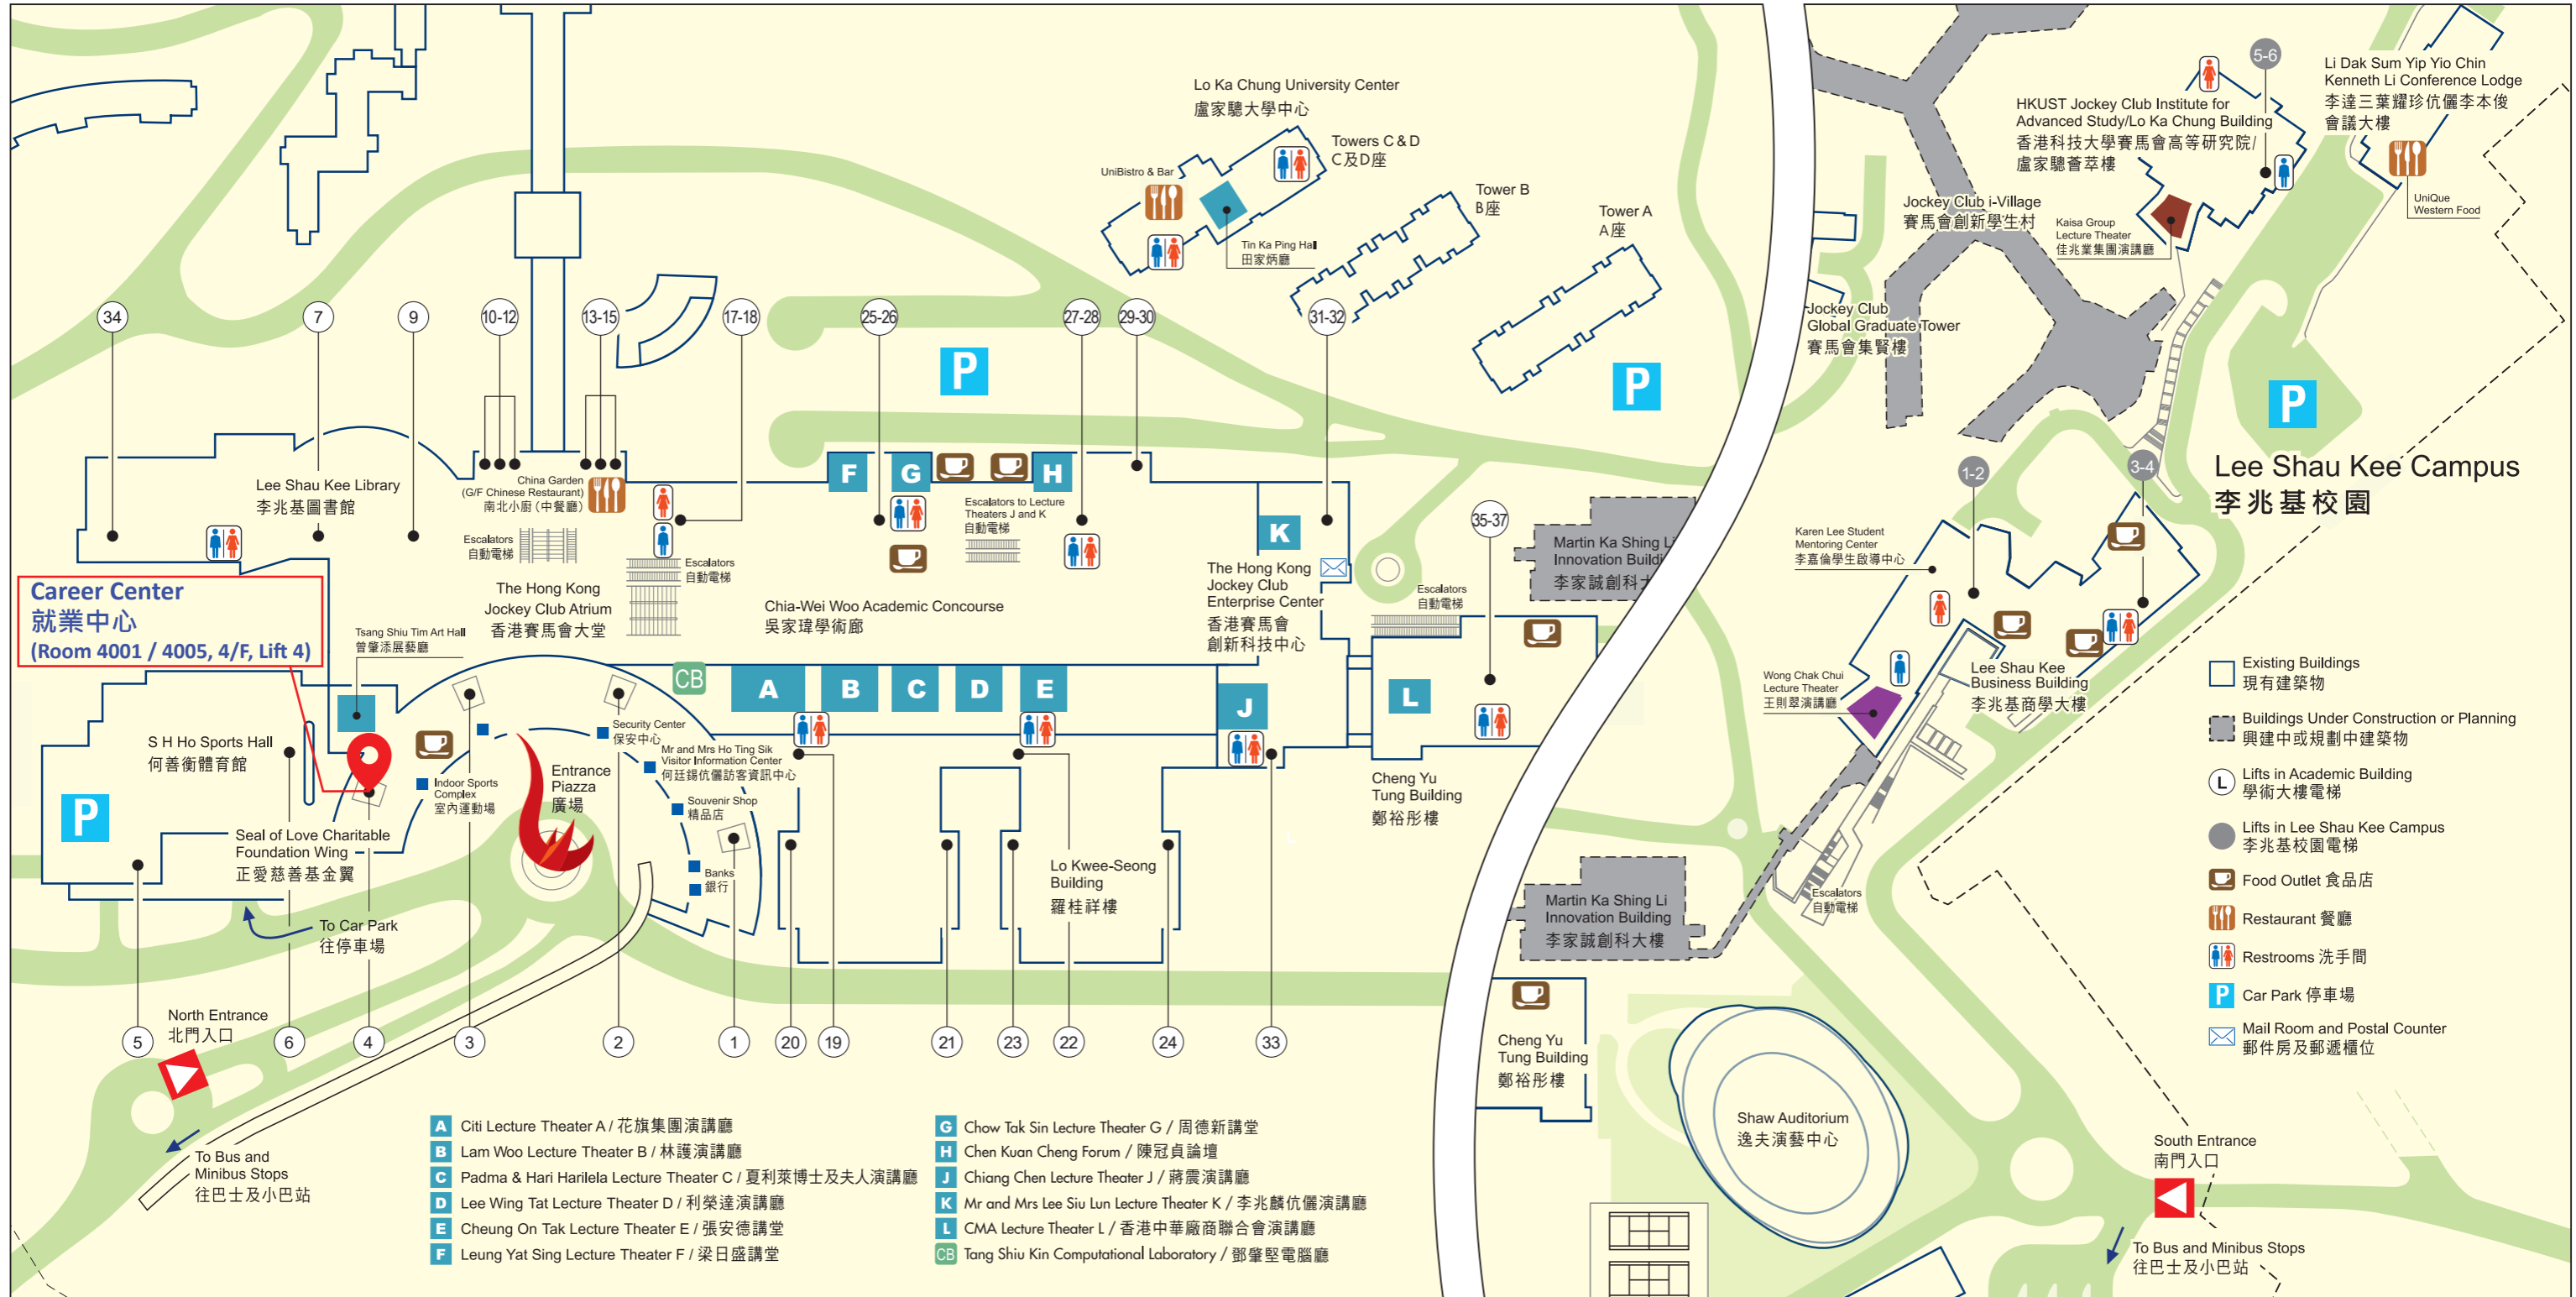 Lo Ka Chung University Center
盧家驄大學中心
Towers C & D
C及D座
UniBistro & Bar
Tin Ka Ping Hall
田家炳廳
Tower B
B座
Tower A
A座
5-6
Li Dak Sum Yip Yio Chin
Kenneth Li Conference Lodge
李達三葉耀珍伉儷李本俊
會議大樓
UniQue
Western Food
HKUST Jockey Club Institute for
Advanced Study/Lo Ka Chung Building
香港科技大學賽馬會高等研究院/
盧家驄薈萃樓
Kaisa Group
Lecture Theater
佳兆業集團演講廳
Jockey Club i-Village
賽馬會創新學生村
Jockey Club
Global Graduate Tower
賽馬會集賢樓
34
7
9
10-12
13-15
17-18
25-26
27-28
29-30
31-32
P
P
P
Lee Shau Kee Campus
李兆基校園
1-2
3-4
Lee Shau Kee Library
李兆基圖書館
China Garden
(G/F Chinese Restaurant)
南北小廚 (中餐廳)
Escalators
自動電梯
Escalators
自動電梯
The Hong Kong
Jockey Club Atrium
香港賽馬會大堂
F
G
H
Escalators to Lecture
Theaters J and K
自動電梯
Chia-Wei Woo Academic Concourse
吳家瑋學術廊
K
The Hong Kong
Jockey Club
Enterprise Center
香港賽馬會
創新科技中心
35-37
Escalators
自動電梯
Martin Ka Shing Li
Innovation Buildi
李家誠創科大
Karen Lee Student
Mentoring Center
李嘉倫學生啟導中心
Wong Chak Chui
Lecture Theater
王則翠演講廳
Lee Shau Kee
Business Building
李兆基商學大樓
Career Center
就業中心
(Room 4001 / 4005, 4/F, Lift 4)
Tsang Shiu Tim Art Hall
曾肇添展藝廳
CB
A
B
C
D
E
J
L
S H Ho Sports Hall
何善衡體育館
P
Indoor Sports
Complex
室內運動場
Security Center
保安中心
Mr and Mrs Ho Ting Sik
Visitor Information Center
何廷錫伉儷訪客資訊中心
Entrance
Piazza
廣場
Souvenir Shop
精品店
Banks
銀行
Seal of Love Charitable
Foundation Wing
正愛慈善基金翼
To Car Park
往停車場
Lo Kwee-Seong
Building
羅桂祥樓
Cheng Yu
Tung Building
鄭裕彤樓
Martin Ka Shing Li
Innovation Building
李家誠創科大樓
Escalators
自動電梯
Existing Buildings
現有建築物
Buildings Under Construction or Planning
興建中或規劃中建築物
L
Lifts in Academic Building
學術大樓電梯
Lifts in Lee Shau Kee Campus
李兆基校園電梯
Food Outlet 食品店
Restaurant 餐廳
Restrooms 洗手間
P Car Park 停車場
Mail Room and Postal Counter
郵件房及郵遞櫃位
North Entrance
北門入口
5
6
4
3
2
1
20
19
21
23
22
24
33
Cheng Yu
Tung Building
鄭裕彤樓
Shaw Auditorium
逸夫演藝中心
South Entrance
南門入口
To Bus and Minibus Stops
往巴士及小巴站
To Bus and
Minibus Stops
往巴士及小巴站
A Citi Lecture Theater A / 花旗集團演講廳
B Lam Woo Lecture Theater B / 林護演講廳
C Padma & Hari Harilela Lecture Theater C / 夏利萊博士及夫人演講廳
D Lee Wing Tat Lecture Theater D / 利榮達演講廳
E Cheung On Tak Lecture Theater E / 張安德講堂
F Leung Yat Sing Lecture Theater F / 梁日盛講堂
G Chow Tak Sin Lecture Theater G / 周德新講堂
H Chen Kuan Cheng Forum / 陳冠貞論壇
J Chiang Chen Lecture Theater J / 蔣震演講廳
K Mr and Mrs Lee Siu Lun Lecture Theater K / 李兆麟伉儷演講廳
L CMA Lecture Theater L / 香港中華廠商聯合會演講廳
CB Tang Shiu Kin Computational Laboratory / 鄧肇堅電腦廳